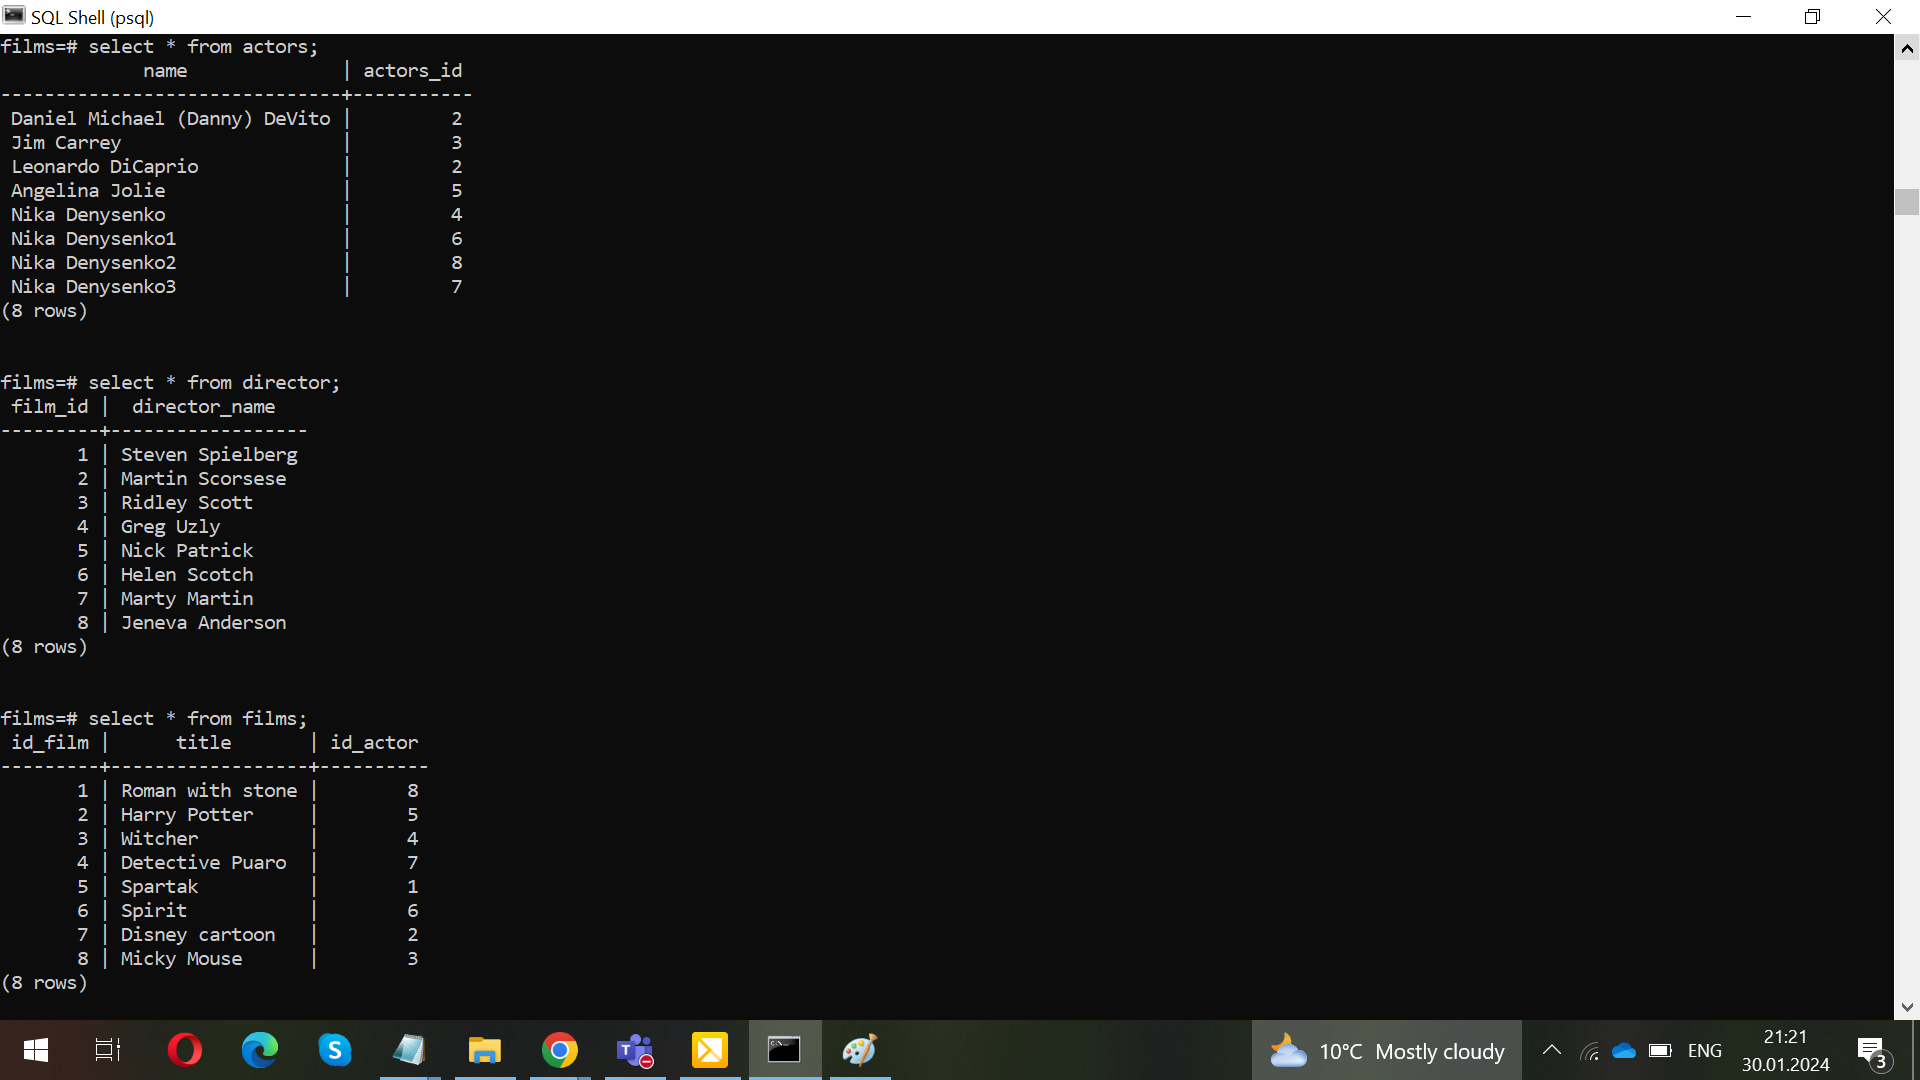 SQL Shell (psql)
films=# select * from actors;
name | actors_id
-------------------------------+-----------
Daniel Michael (Danny) DeVito | 2
Jim Carrey | 3
Leonardo DiCaprio | 2
Angelina Jolie | 5
Nika Denysenko | 4
Nika Denysenko1 | 6
Nika Denysenko2 | 8
Nika Denysenko3 | 7
(8 rows)
films=# select * from director;
film_id | director_name
---------+------------------
1 | Steven Spielberg
2 | Martin Scorsese
3 | Ridley Scott
4 | Greg Uzly
5 | Nick Patrick
6 | Helen Scotch
7 | Marty Martin
8 | Jeneva Anderson
(8 rows)
films=# select * from films;
id_film | title | id_actor
---------+------------------+----------
1 | Roman with stone | 8
2 | Harry Potter | 5
3 | Witcher | 4
4 | Detective Puaro | 7
5 | Spartak | 1
6 | Spirit | 6
7 | Disney cartoon | 2
8 | Micky Mouse | 3
(8 rows)
10°C Mostly cloudy
ENG
21:21
30.01.2024
3